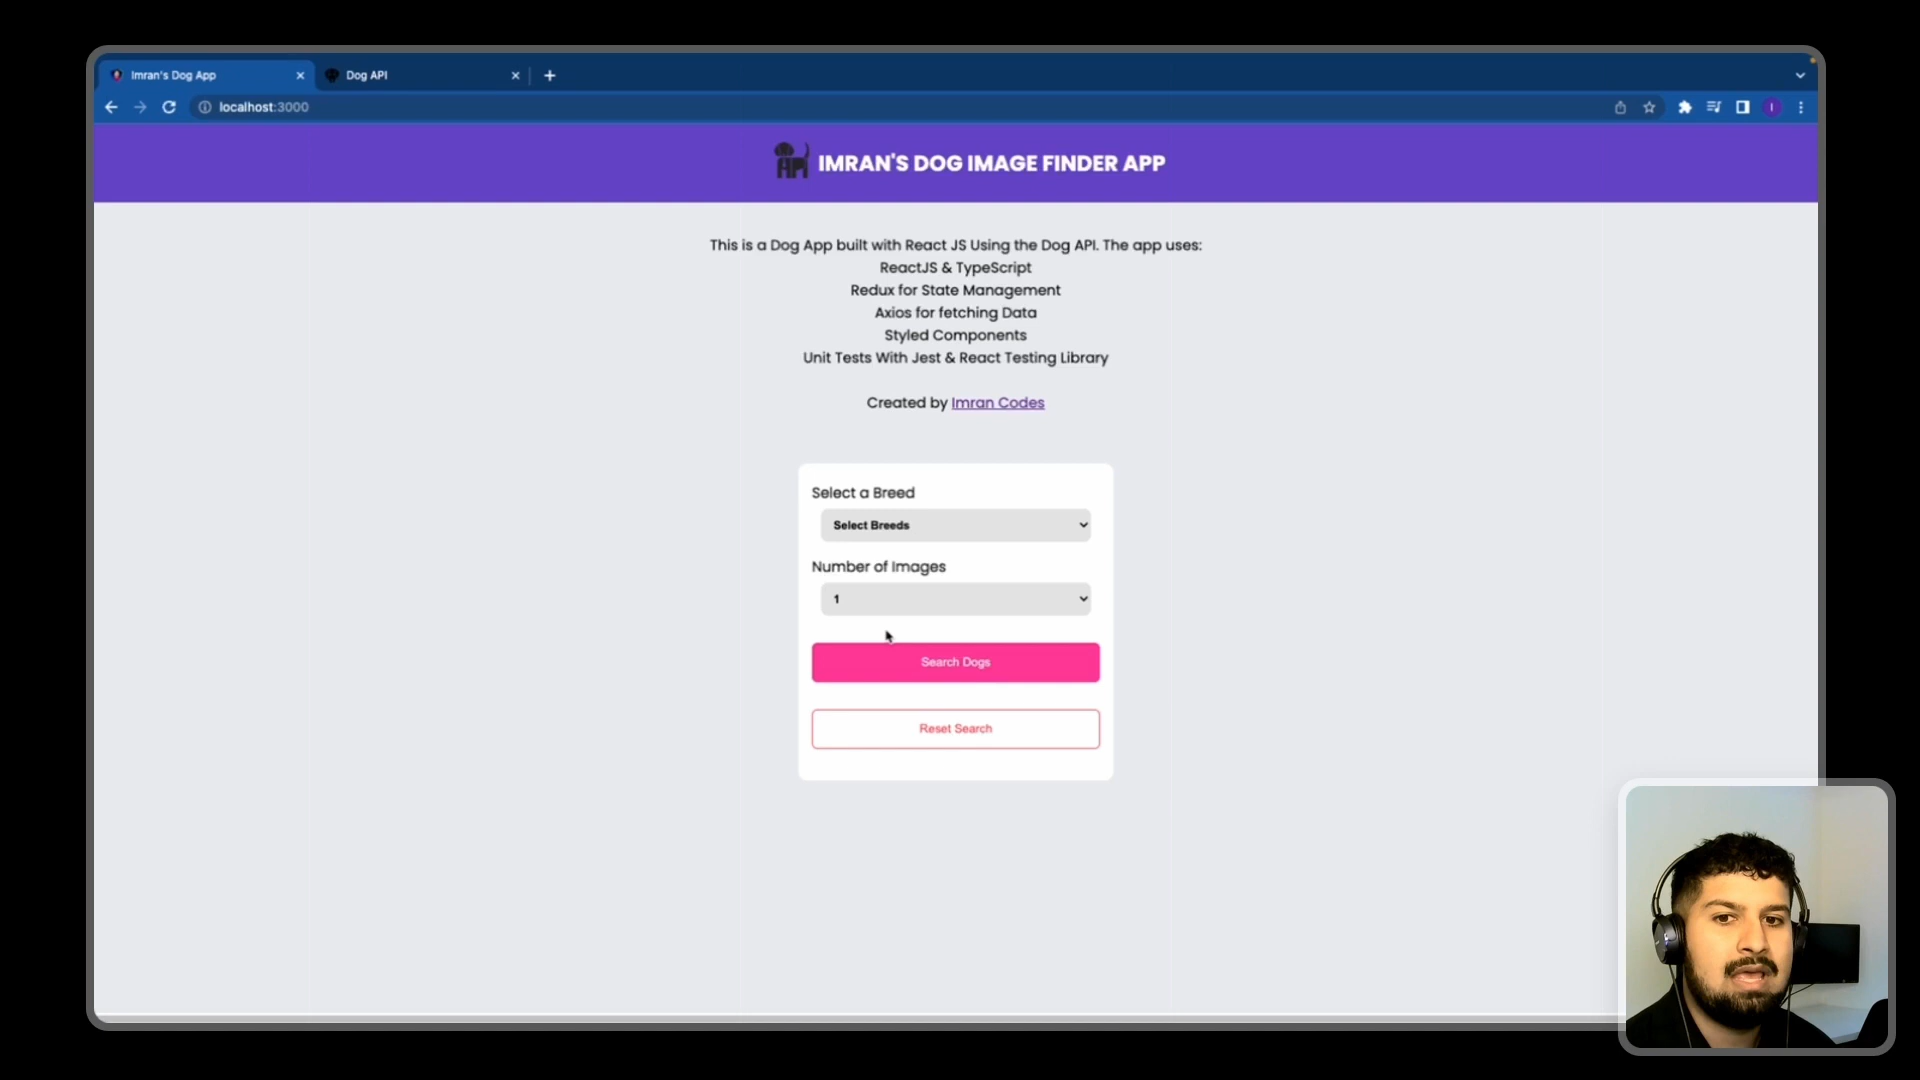 Imran's Dog App
Dog API
localhost:3000
I
API
IMRAN'S DOG IMAGE FINDER APP
This is a Dog App built with React JS Using the Dog API. The app uses:
ReactJS & TypeScript
Redux for State Management
Axios for fetching Data
Styled Components
Unit Tests With Jest & React Testing Library
Created by Imran Codes
Select a Breed
Select Breeds
Number of Images
1
Search Dogs
Reset Search